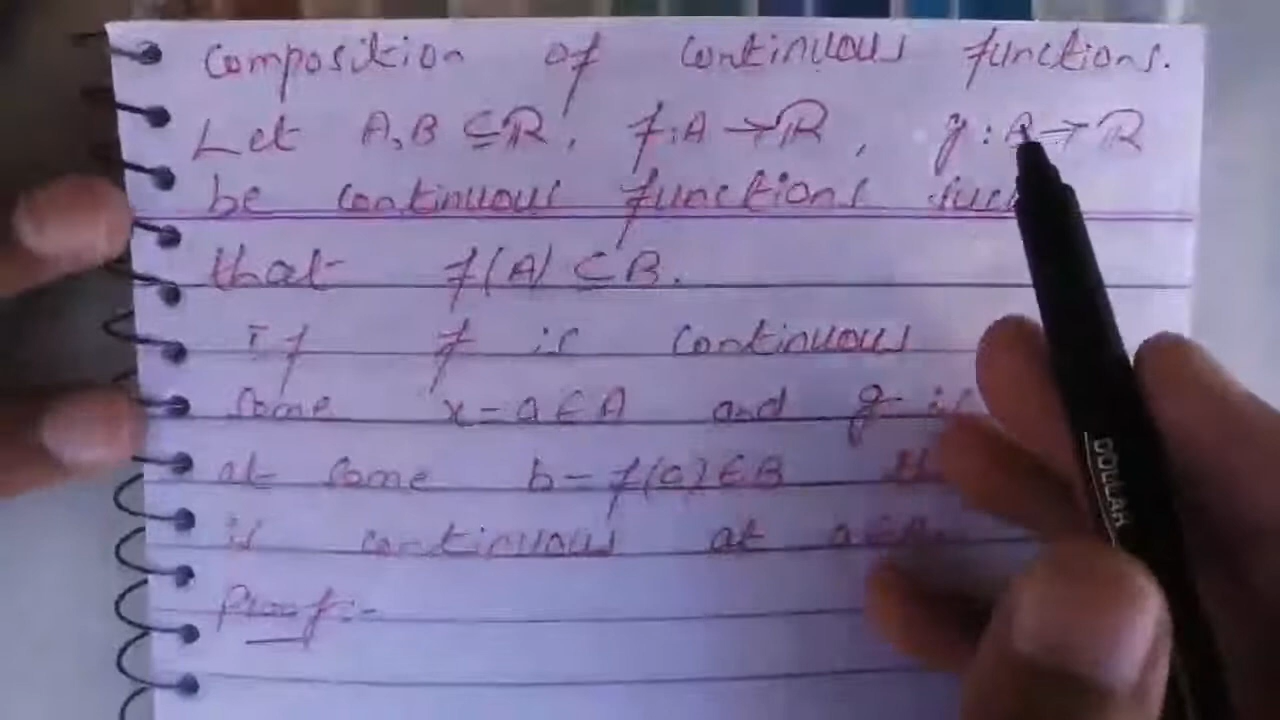 Composition of continuous functions.
Let A,B ⊆ ℝ, f:A→ℝ, g: →ℝ
be continuous functions
that f(A) ⊆ B.
if f is continuous
some x=a∈A and g is
at some b=f(a)∈B
is continuous at
Proof:-
DOLLAR